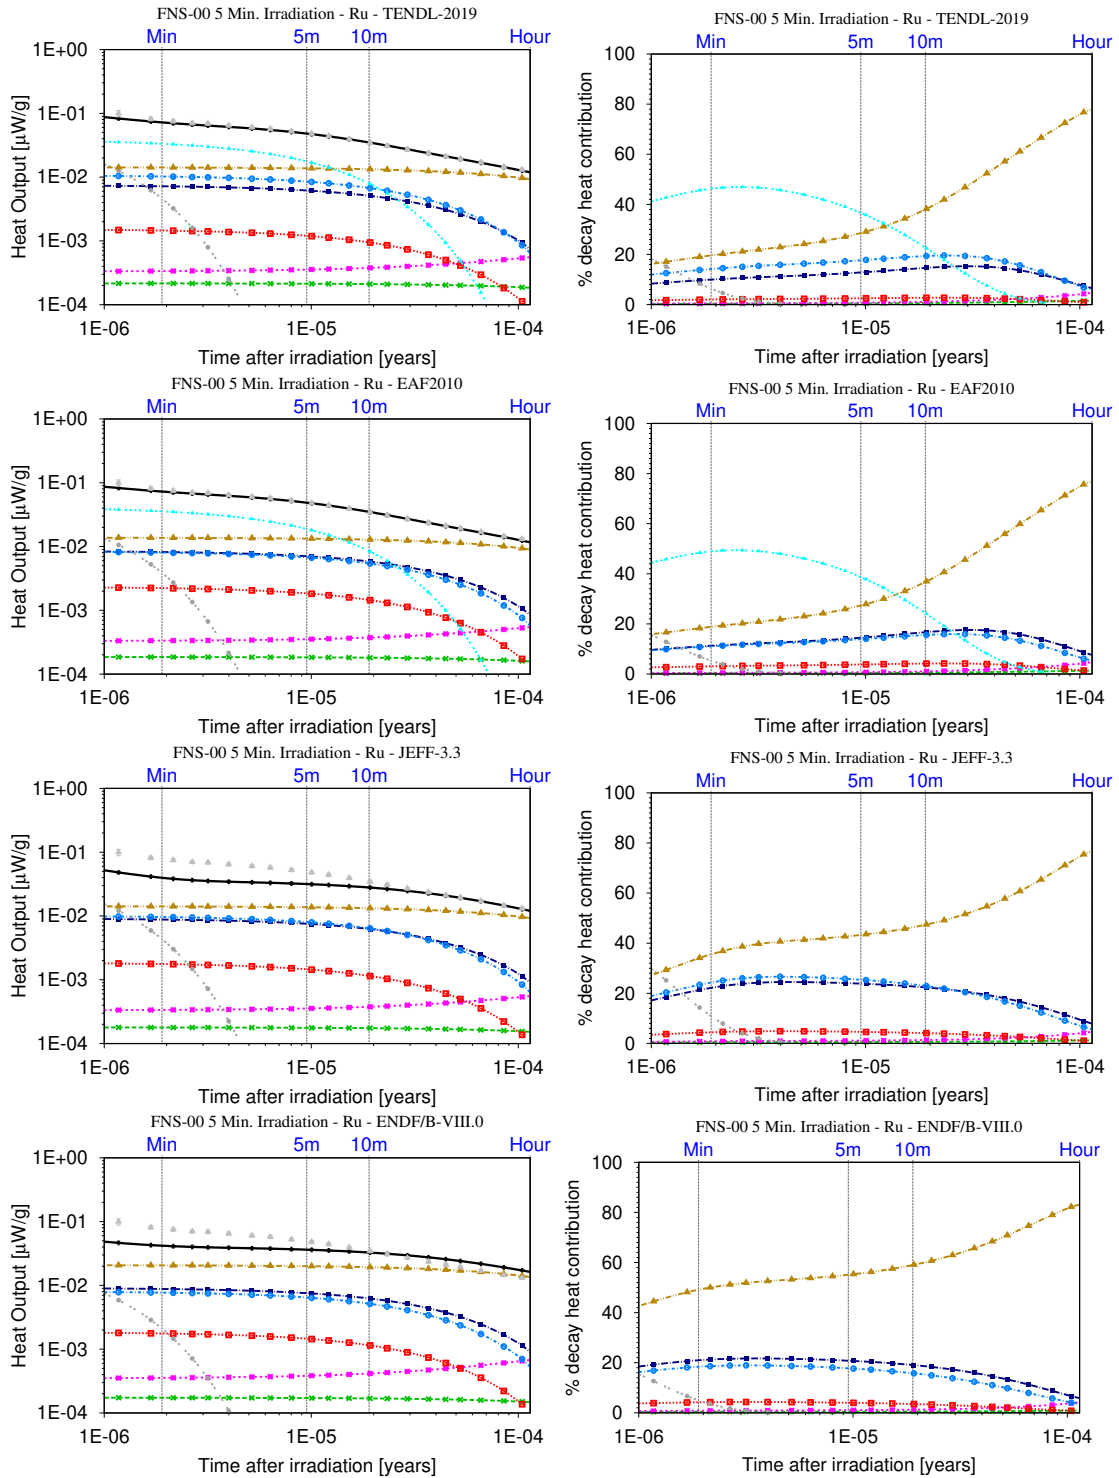 FNS-00 5 Min. Irradiation - Ru - TENDL-2019
Min 5m 10m Hour
Heat Output [μW/g]
1E+00
1E-01
1E-02
1E-03
1E-04
1E-06 1E-05 1E-04
Time after irradiation [years]
FNS-00 5 Min. Irradiation - Ru - TENDL-2019
Min 5m 10m Hour
% decay heat contribution
100
80
60
40
20
0
1E-06 1E-05 1E-04
Time after irradiation [years]
FNS-00 5 Min. Irradiation - Ru - EAF2010
Min 5m 10m Hour
Heat Output [μW/g]
1E+00
1E-01
1E-02
1E-03
1E-04
1E-06 1E-05 1E-04
Time after irradiation [years]
FNS-00 5 Min. Irradiation - Ru - EAF2010
Min 5m 10m Hour
% decay heat contribution
100
80
60
40
20
0
1E-06 1E-05 1E-04
Time after irradiation [years]
FNS-00 5 Min. Irradiation - Ru - JEFF-3.3
Min 5m 10m Hour
Heat Output [μW/g]
1E+00
1E-01
1E-02
1E-03
1E-04
1E-06 1E-05 1E-04
Time after irradiation [years]
FNS-00 5 Min. Irradiation - Ru - JEFF-3.3
Min 5m 10m Hour
% decay heat contribution
100
80
60
40
20
0
1E-06 1E-05 1E-04
Time after irradiation [years]
FNS-00 5 Min. Irradiation - Ru - ENDF/B-VIII.0
Min 5m 10m Hour
Heat Output [μW/g]
1E+00
1E-01
1E-02
1E-03
1E-04
1E-06 1E-05 1E-04
Time after irradiation [years]
FNS-00 5 Min. Irradiation - Ru - ENDF/B-VIII.0
Min 5m 10m Hour
% decay heat contribution
100
80
60
40
20
0
1E-06 1E-05 1E-04
Time after irradiation [years]